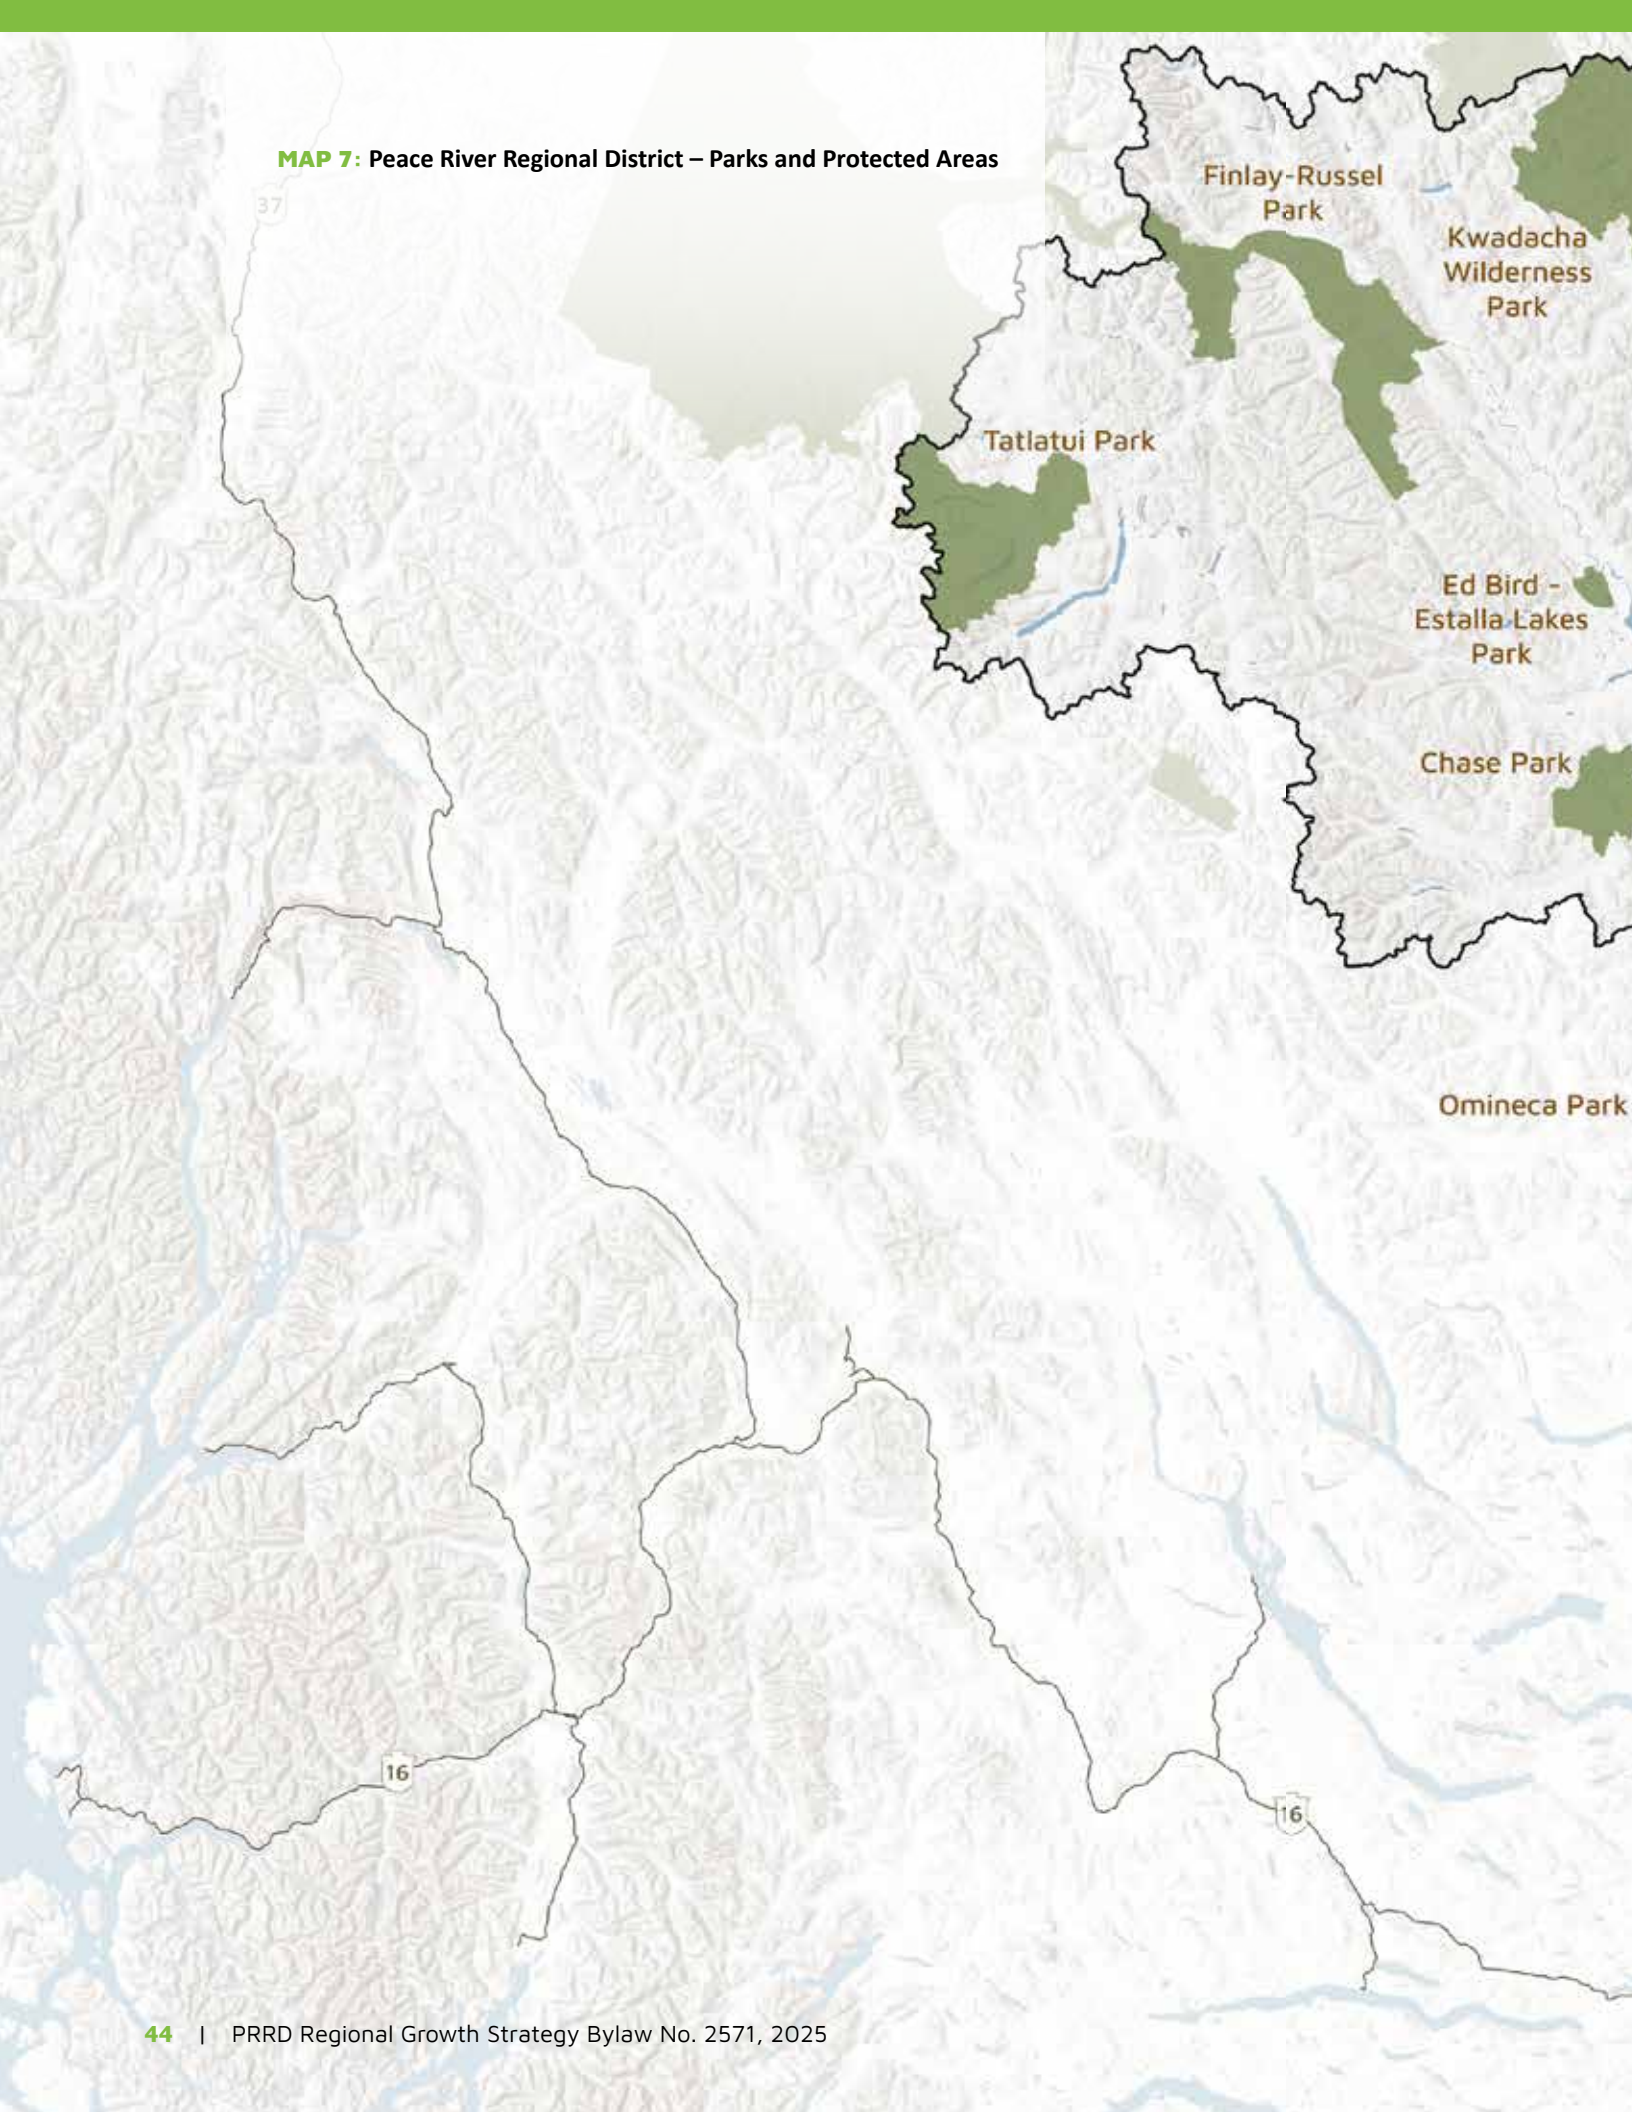 MAP 7: Peace River Regional District – Parks and Protected Areas
37
Finlay-Russel
Park
Kwadacha
Wilderness
Park
Tatlatui Park
Ed Bird -
Estalla Lakes
Park
Chase Park
Omineca Park
16
16
44 | PRRD Regional Growth Strategy Bylaw No. 2571, 2025